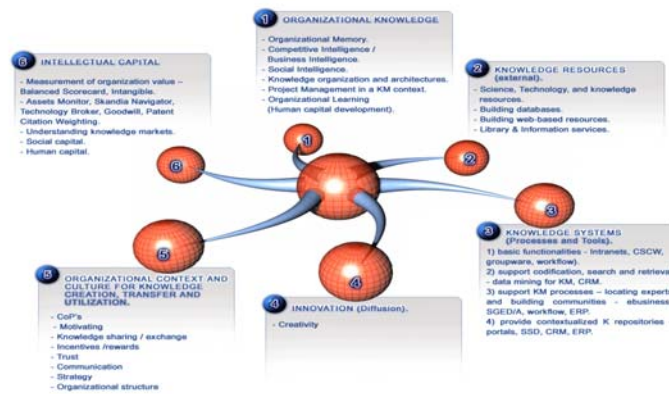 1 ORGANIZATIONAL KNOWLEDGE
- Organizational Memory.
- Competitive Intelligence /
Business Intelligence.
- Social Intelligence.
- Knowledge organization and architectures.
- Project Management in a KM context.
- Organizational Learning
(Human capital development).
2 KNOWLEDGE RESOURCES
(external).
- Science, Technology, and knowledge
resources.
- Building databases.
- Building web-based resources.
- Library & Information services.
3 KNOWLEDGE SYSTEMS
(Processes and Tools).
1) basic functionalities - Intranets, CSCW,
groupware, workflow).
2) support codification, search and retrieval
- data mining for KM, CRM.
3) support KM processes – locating experts
and building communities - ebusiness
SGED/A, workflow, ERP.
4) provide contextualized K repositories
portals, SSD, CRM, ERP.
4 INNOVATION (Diffusion).
- Creativity
5 ORGANIZATIONAL CONTEXT AND
CULTURE FOR KNOWLEDGE
CREATION, TRANSFER AND
UTILIZATION.
- CoP's
- Motivating
- Knowledge sharing / exchange
- Incentives /rewards
- Trust
- Communication
- Strategy
- Organizational structure
6 INTELLECTUAL CAPITAL
- Measurement of organization value –
Balanced Scorecard, Intangible.
- Assets Monitor, Skandia Navigator,
Technology Broker, Goodwill, Patent
Citation Weighting.
- Understanding knowledge markets.
- Social capital.
- Human capital.
1
2
3
4
5
6